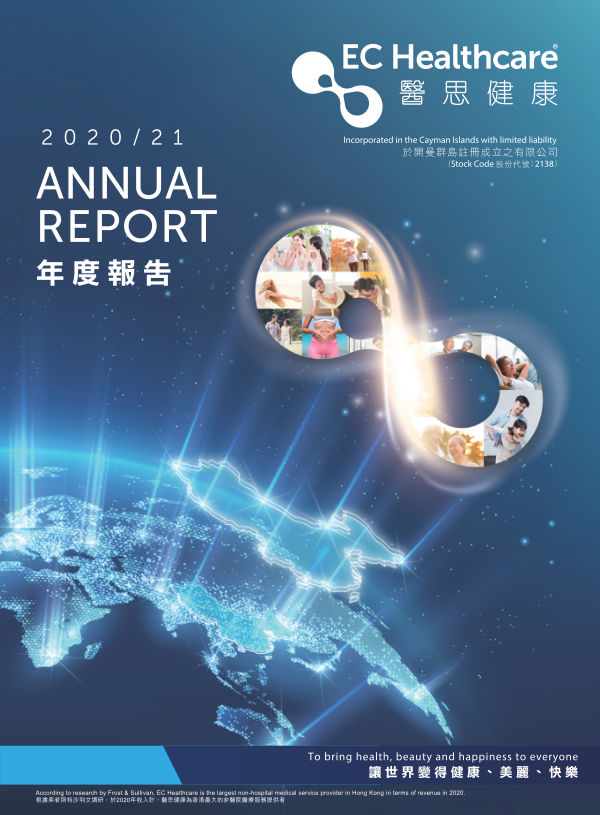 EC Healthcare®
醫思健康
Incorporated in the Cayman Islands with limited liability
於開曼群島註冊成立之有限公司
(Stock Code 股份代號：2138)
2020/21
ANNUAL
REPORT
年度報告
To bring health, beauty and happiness to everyone
讓世界變得健康、美麗、快樂
According to research by Frost & Sullivan, EC Healthcare is the largest non-hospital medical service provider in Hong Kong in terms of revenue in 2020.
根據弗若斯特沙利文調研，於2020年收入計，醫思健康為香港最大的非醫院醫療服務提供者